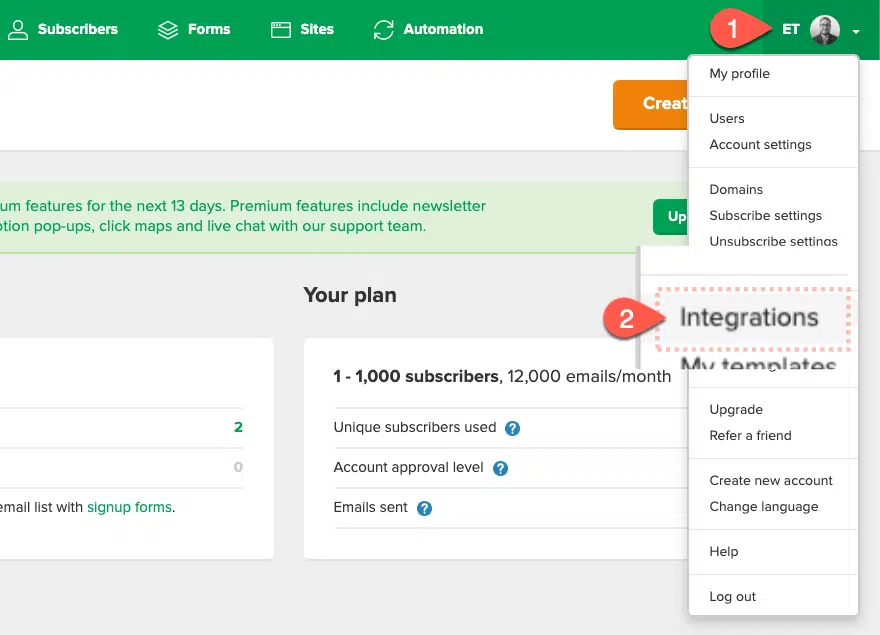 Subscribers
Forms
Sites
Automation
1
ET
My profile
Creat
Users
Account settings
Domains
um features for the next 13 days. Premium features include newsletter
Subscribe settings
Up
ption pop-ups, click maps and live chat with our support team.
Unsubscribe settings
Your plan
2
Integrations
My templates
1 - 1,000 subscribers, 12,000 emails/month
Upgrade
2
Unique subscribers used ?
Refer a friend
0
Account approval level ?
Create new account
email list with signup forms.
Emails sent ?
Change language
Help
Log out